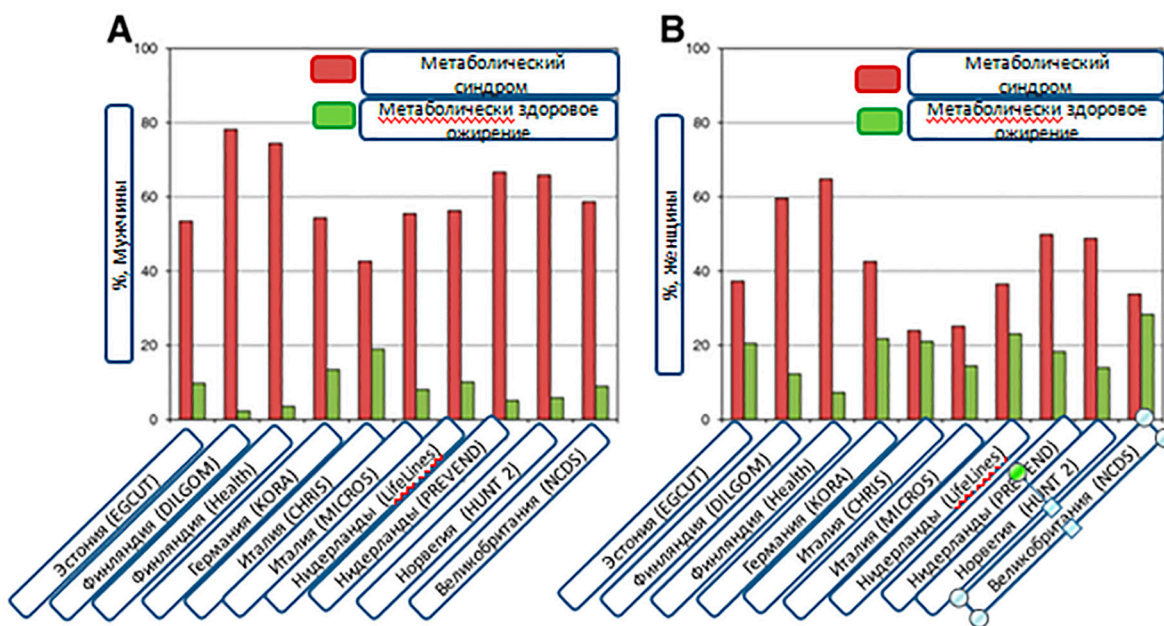 A
100
80
60
40
20
0
%, Мужчины
Метаболический
синдром
Метаболически здоровое
ожирение
Эстония (EGCUT)
Финляндия (DILGOM)
Финляндия (Health)
Германия (KORA)
Италия (CHRIS)
Италия (MICROS)
Нидерланды (LifeLines)
Нидерланды (PREVEND)
Норветия (HUNT 2)
Великобритания (NCDS)
B
100
80
60
40
20
0
%, Женщины
Метаболический
синдром
Метаболически здоровое
ожирение
Эстония (EGCUT)
Финляндия (DILGOM)
Финляндия (Health)
Германия (KORA)
Италия (CHRIS)
Италия (MICROS)
Нидерланды (LifeLines)
Нидерланды (PREVEND)
Норветия (HUNT 2)
Великобритания (NCDS)